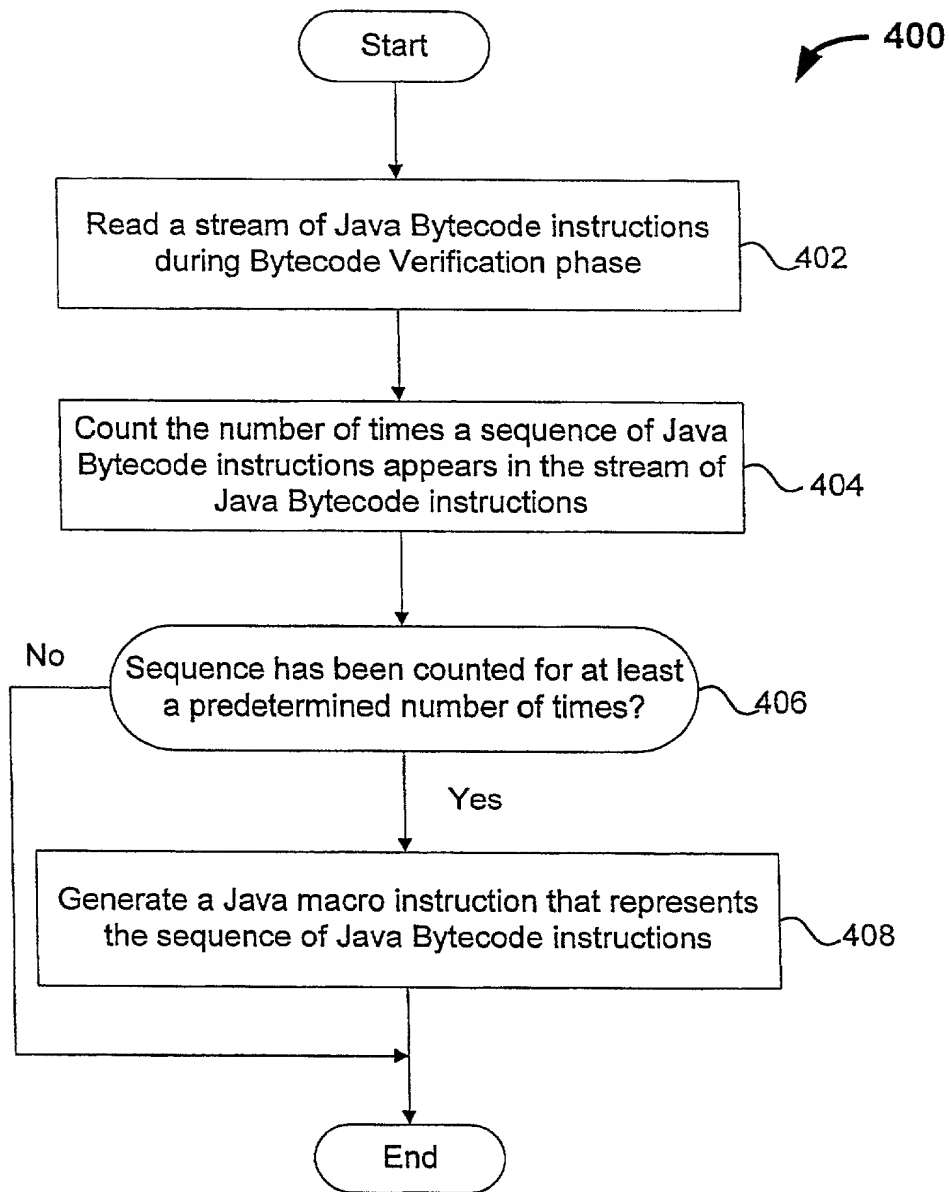 Start
400
Read a stream of Java Bytecode instructions
during Bytecode Verification phase
402
Count the number of times a sequence of Java
Bytecode instructions appears in the stream of
Java Bytecode instructions
404
No
Sequence has been counted for at least
a predetermined number of times?
406
Yes
Generate a Java macro instruction that represents
the sequence of Java Bytecode instructions
408
End